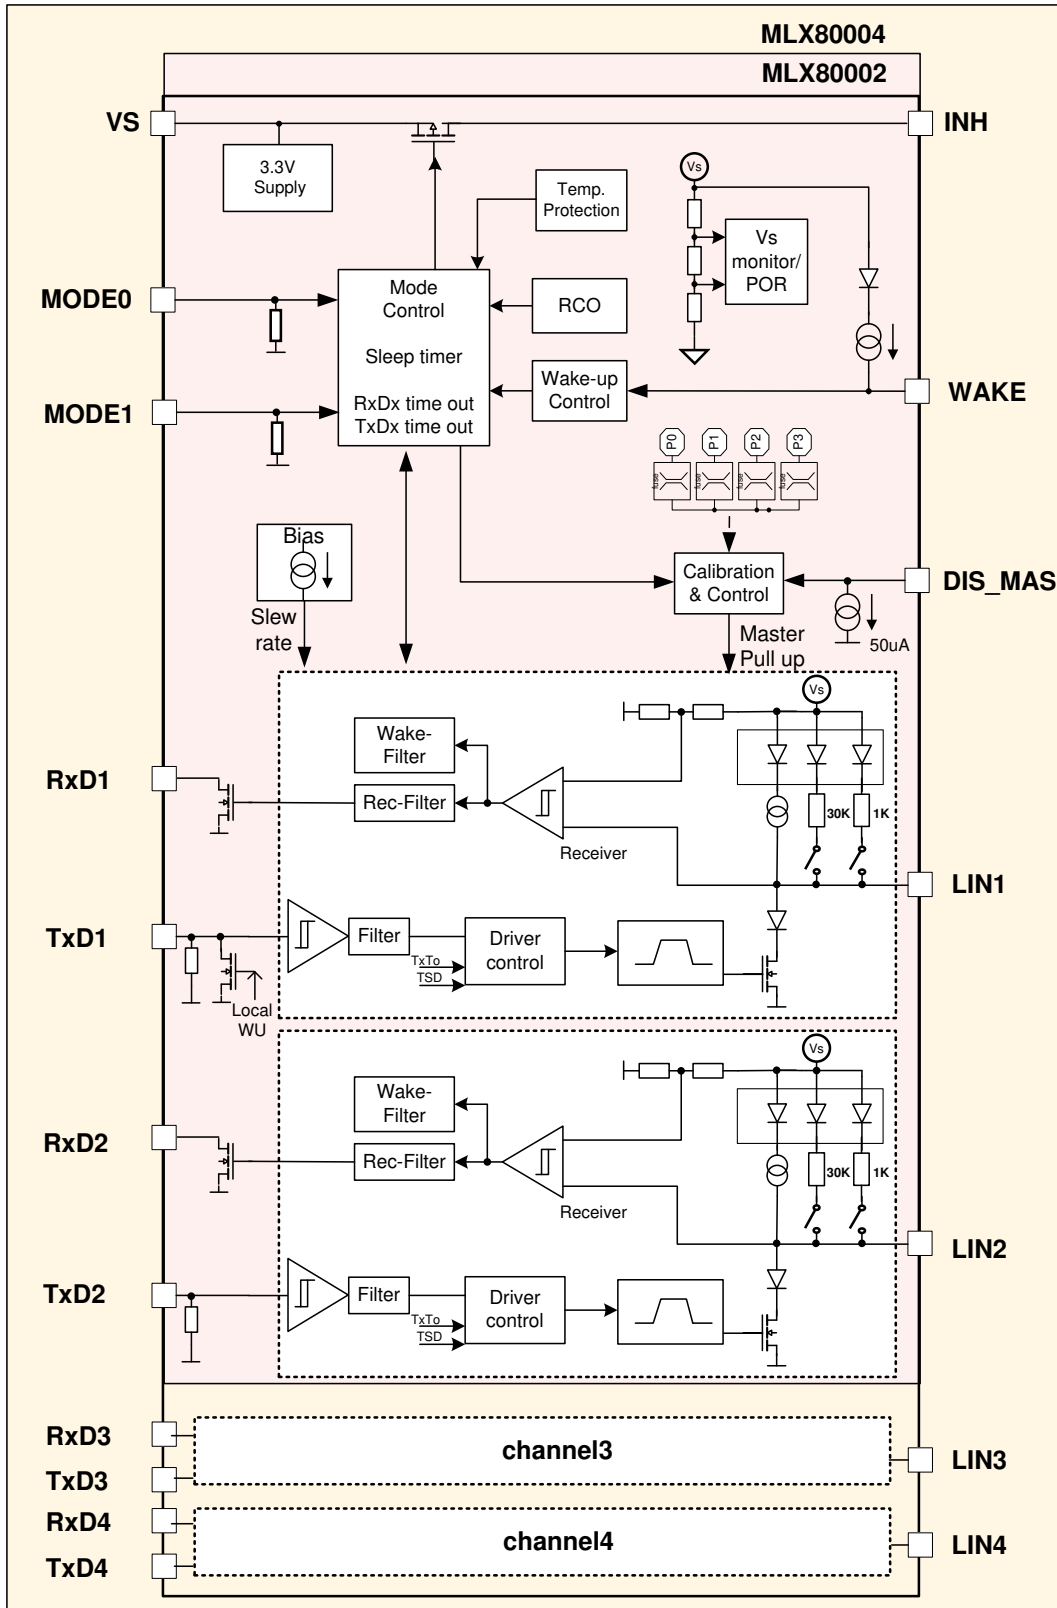 MLX80004
MLX80002
VS
INH
3.3V
Supply
Temp.
Protection
Vs
Vs
monitor/
POR
MODE0
Mode
Control
Sleep timer
RxDx time out
TxDx time out
RCO
MODE1
Wake-up
Control
WAKE
P0
P1
P2
P3
fuse
fuse
fuse
fuse
Bias
Slew
rate
Calibration
& Control
DIS_MAS
50uA
Master
Pull up
Vs
Wake-
Filter
RxD1
Rec-Filter
Receiver
30K
1K
LIN1
TxD1
Filter
Driver
control
TxTo
TSD
Local
WU
Vs
Wake-
Filter
RxD2
Rec-Filter
Receiver
30K
1K
LIN2
TxD2
Filter
Driver
control
TxTo
TSD
RxD3
channel3
LIN3
TxD3
RxD4
channel4
LIN4
TxD4